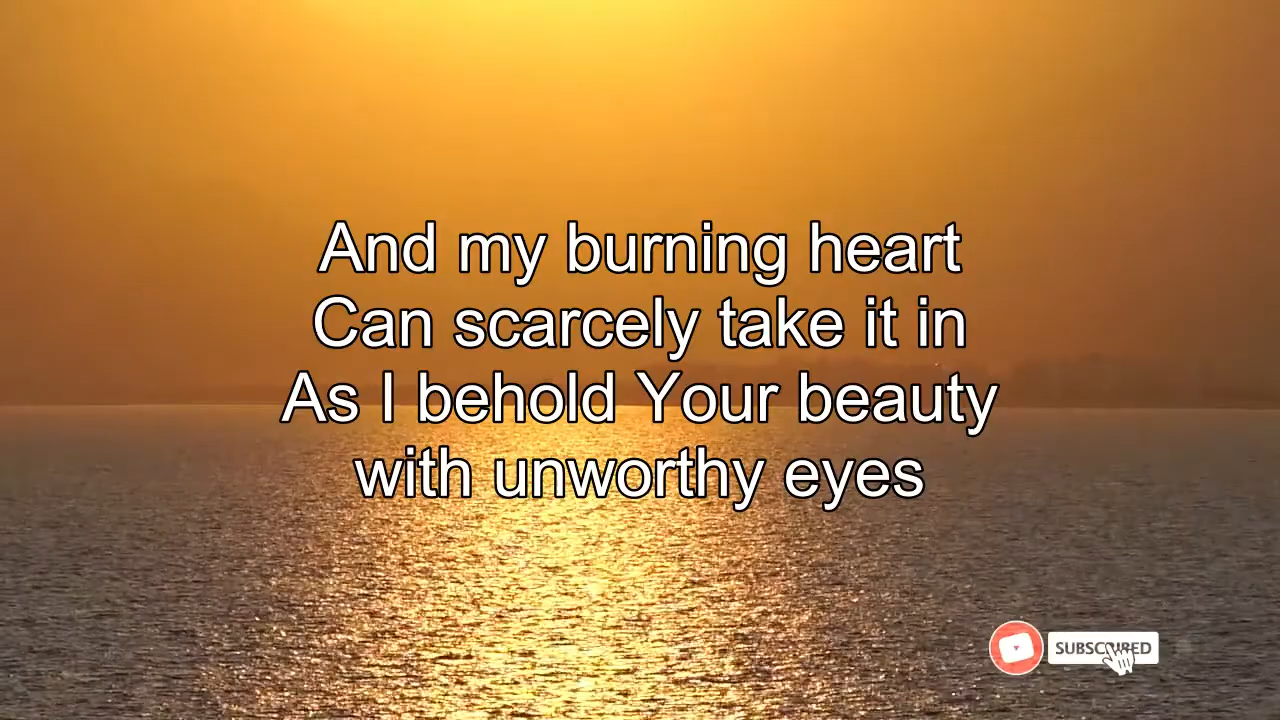 And my burning heart
Can scarcely take it in
As I behold Your beauty
with unworthy eyes
SUBSCRIBED